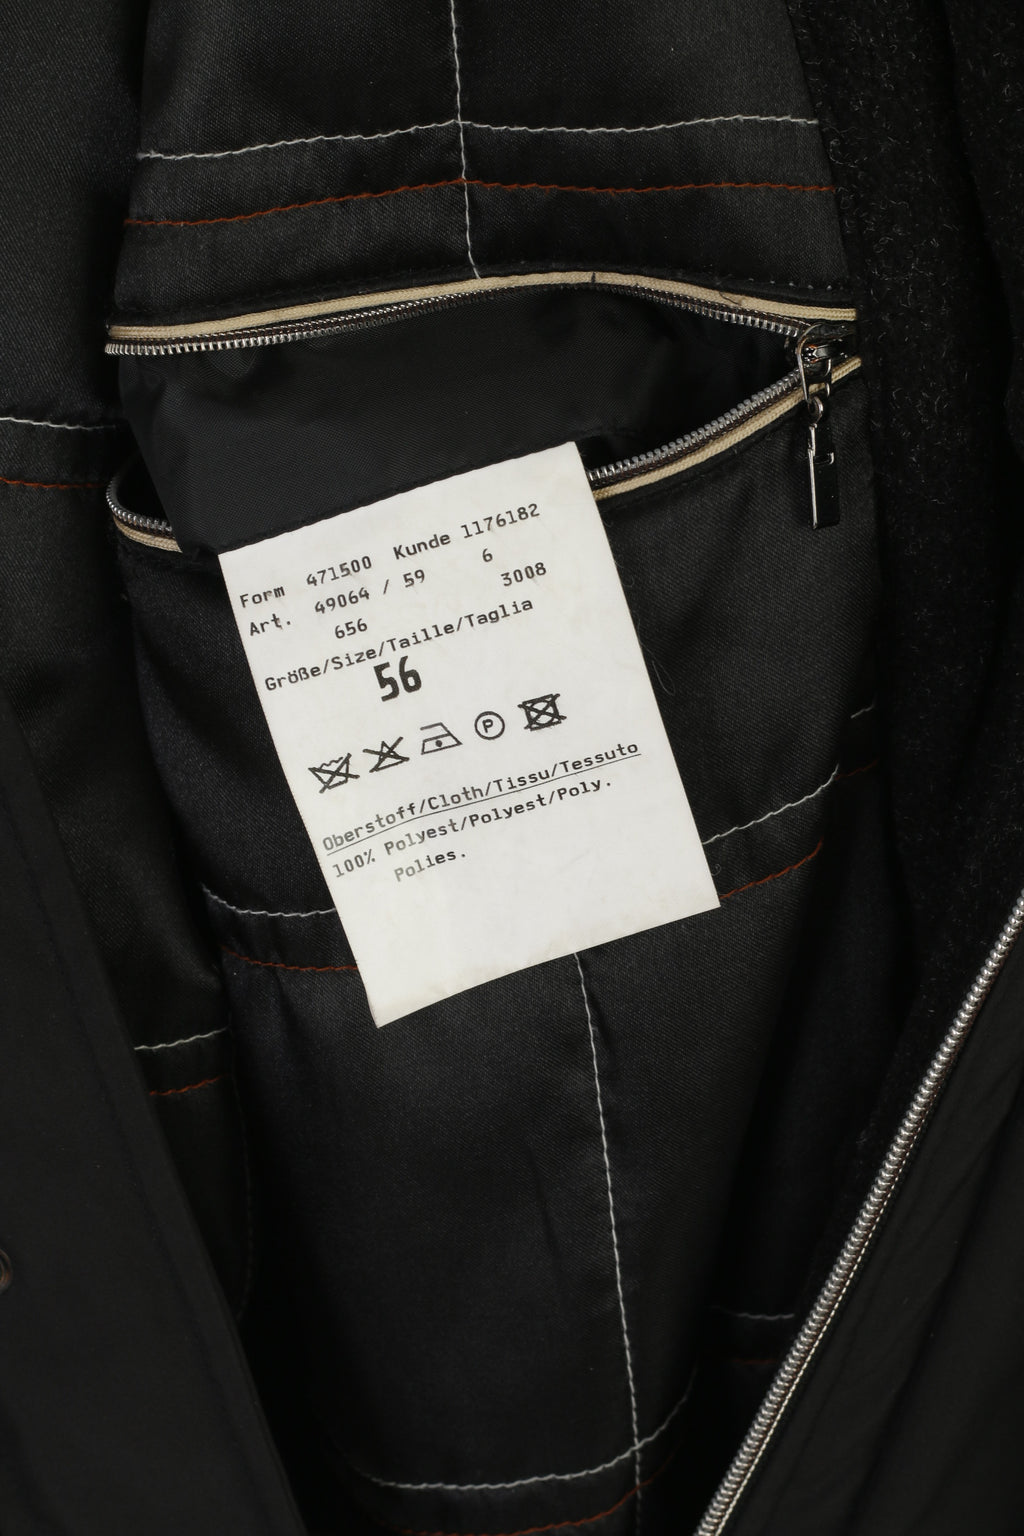 Form 471500 Kunde 1176182
Art. 49064 / 59 6
656 3008
Größe/Size/Taille/Taglia
56
P
Oberstoff/Cloth/Tissu/Tessuto
100% Polyest/Polyest/Poly.
Polies.